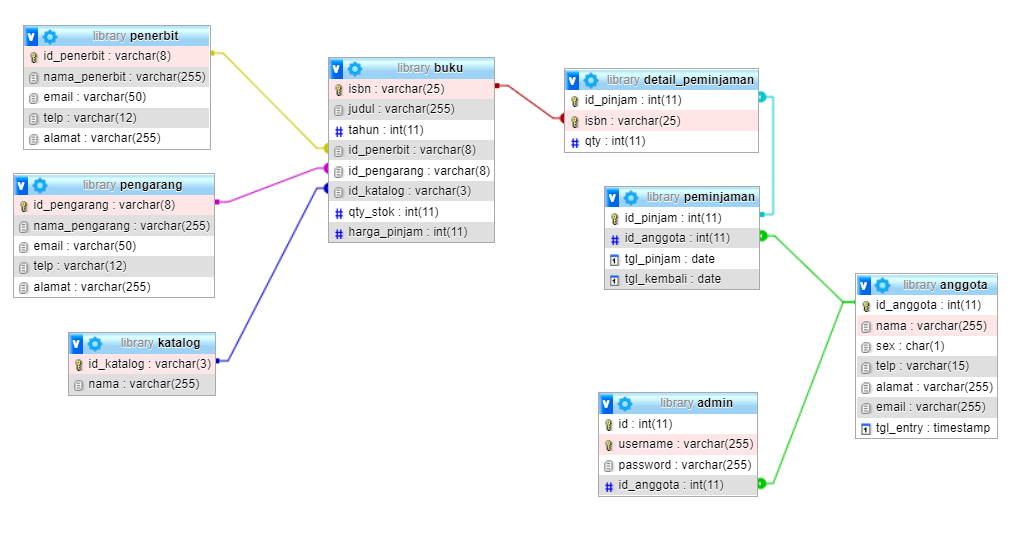 library penerbit
id_penerbit : varchar(8)
nama_penerbit : varchar(255)
email : varchar(50)
telp : varchar(12)
alamat : varchar(255)
library pengarang
id_pengarang : varchar(8)
nama_pengarang : varchar(255)
email : varchar(50)
telp : varchar(12)
alamat : varchar(255)
library katalog
id_katalog : varchar(3)
nama : varchar(255)
library buku
isbn : varchar(25)
judul : varchar(255)
tahun : int(11)
id_penerbit : varchar(8)
id_pengarang : varchar(8)
id_katalog : varchar(3)
qty_stok : int(11)
harga_pinjam : int(11)
library detail_peminjaman
id_pinjam : int(11)
isbn : varchar(25)
qty : int(11)
library peminjaman
id_pinjam : int(11)
id_anggota : int(11)
tgl_pinjam : date
tgl_kembali : date
library admin
id : int(11)
username : varchar(255)
password : varchar(255)
id_anggota : int(11)
library anggota
id_anggota : int(11)
nama : varchar(255)
sex : char(1)
telp : varchar(15)
alamat : varchar(255)
email : varchar(255)
tgl_entry : timestamp